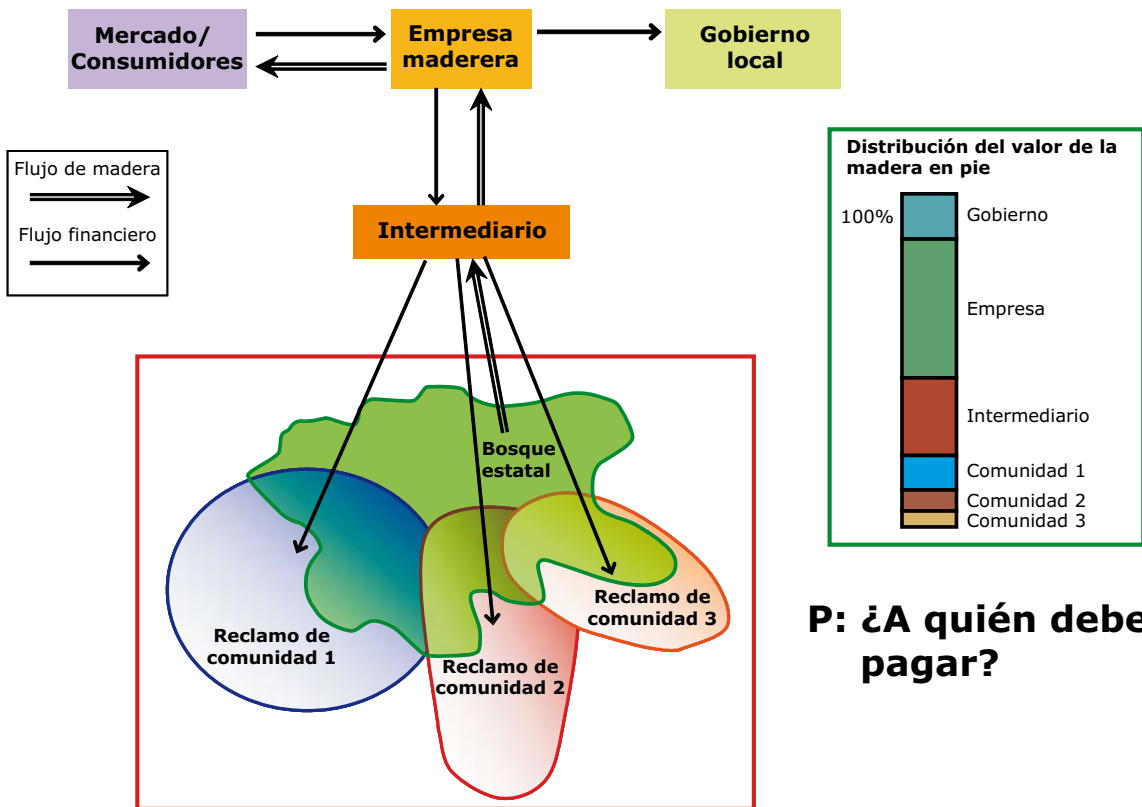 Mercado/
Consumidores
Empresa
maderera
Gobierno
local
Flujo de madera
Flujo financiero
Intermediario
Distribución del valor de la
madera en pie
100%
Gobierno
Empresa
Intermediario
Comunidad 1
Comunidad 2
Comunidad 3
Bosque
estatal
Reclamo de
comunidad 1
Reclamo de
comunidad 2
Reclamo de
comunidad 3
P: ¿A quién debe
pagar?